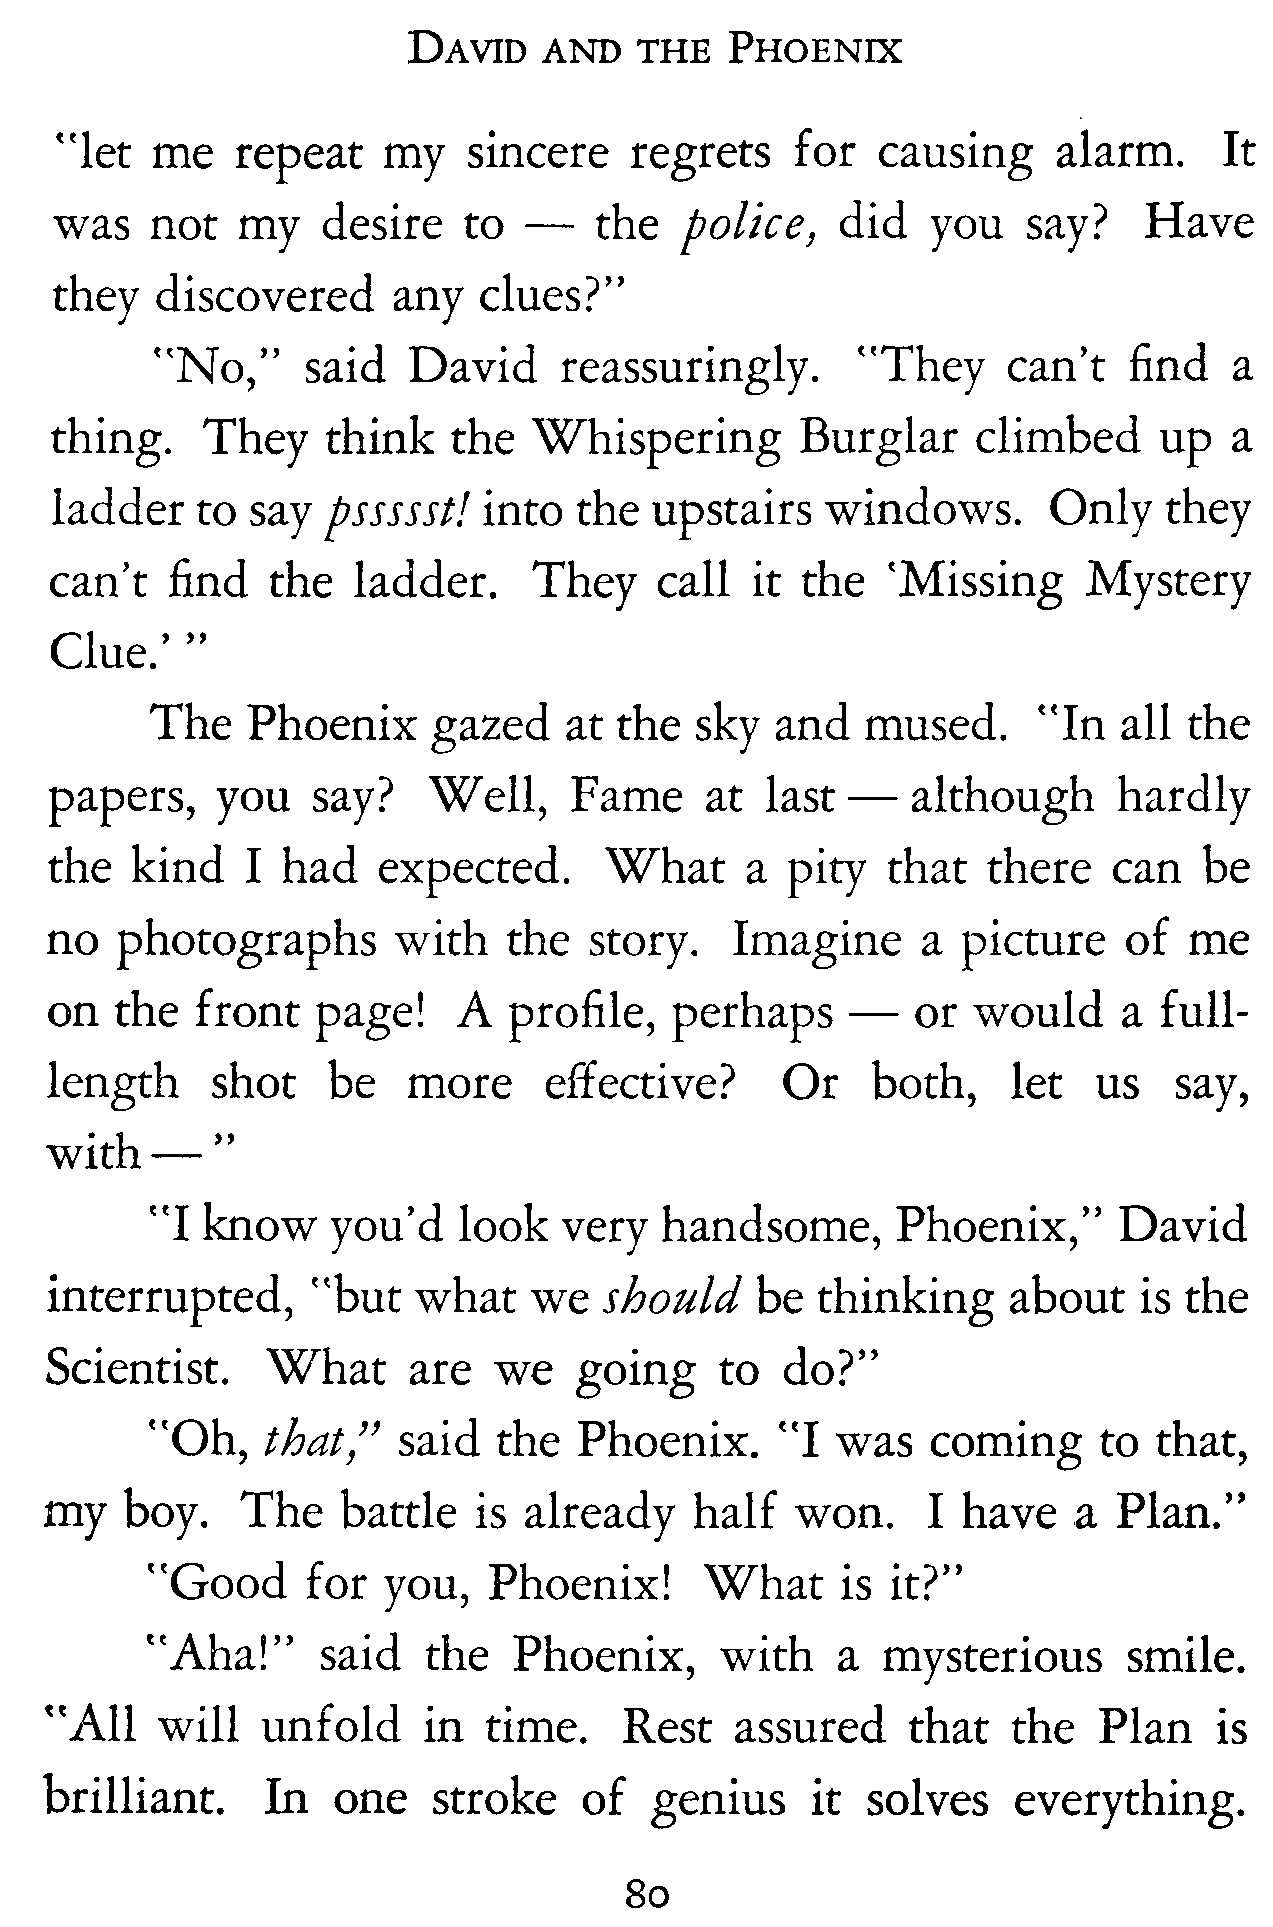 DAVID AND THE PHOENIX
"let me repeat my sincere regrets for causing alarm. It
was not my desire to — the police, did you say? Have
they discovered any clues?"
"No," said David reassuringly. "They can't find a
thing. They think the Whispering Burglar climbed up a
ladder to say pssssst! into the upstairs windows. Only they
can't find the ladder. They call it the 'Missing Mystery
Clue.' "
The Phoenix gazed at the sky and mused. "In all the
papers, you say? Well, Fame at last — although hardly
the kind I had expected. What a pity that there can be
no photographs with the story. Imagine a picture of me
on the front page! A profile, perhaps — or would a full-
length shot be more effective? Or both, let us say,
with — "
"I know you'd look very handsome, Phoenix," David
interrupted, "but what we should be thinking about is the
Scientist. What are we going to do?"
"Oh, that," said the Phoenix. "I was coming to that,
my boy. The battle is already half won. I have a Plan."
"Good for you, Phoenix! What is it?"
"Aha!" said the Phoenix, with a mysterious smile.
"All will unfold in time. Rest assured that the Plan is
brilliant. In one stroke of genius it solves everything.
80